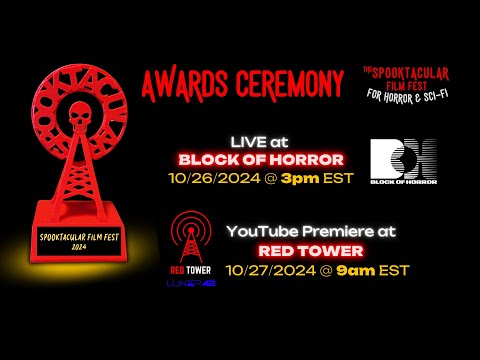 AWARDS CEREMONY
THE SPOOKTACULAR
FILM FEST
FOR HORROR & SCI-FI
SPOOKTACULAR
LIVE at
BLOCK OF HORROR
10/26/2024 @ 3pm EST
BLOCK OF HORROR
SPOOKTACULAR FILM FEST
2024
YouTube Premiere at
RED TOWER
10/27/2024 @ 9am EST
RED TOWER